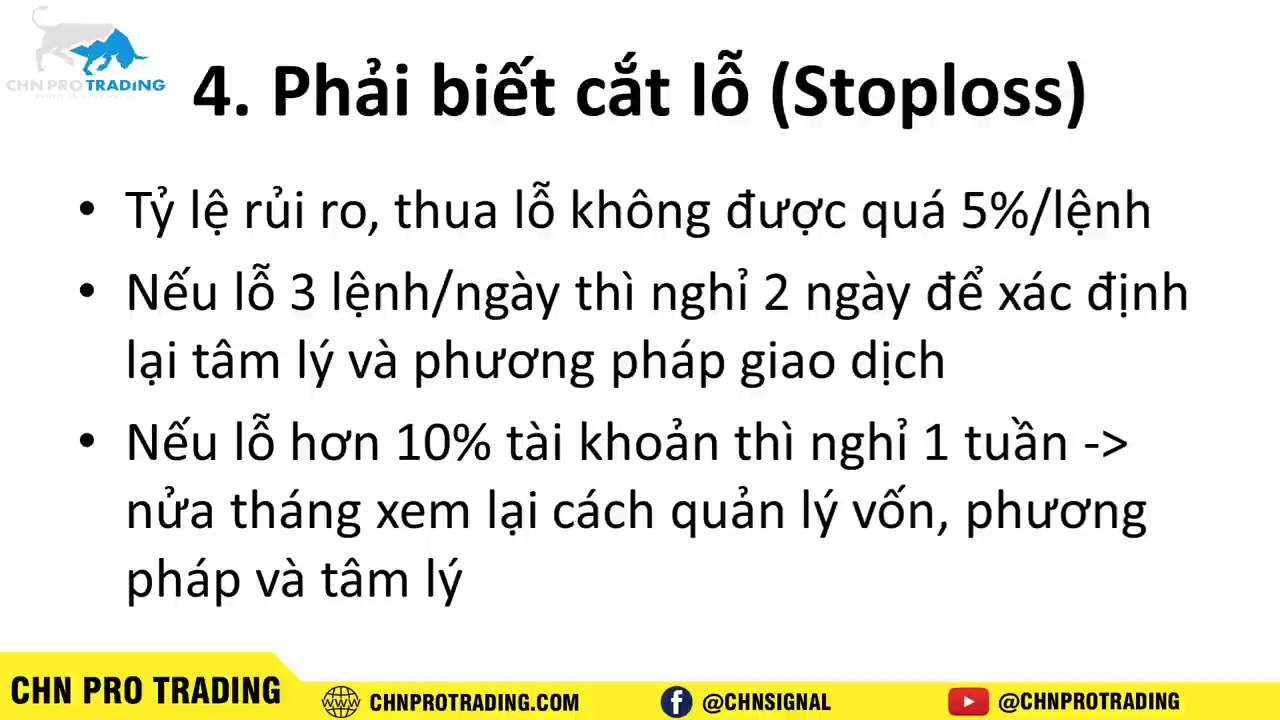 CHN PRO TRADING
4. Phải biết cắt lỗ (Stoploss)
• Tỷ lệ rủi ro, thua lỗ không được quá 5%/lệnh
• Nếu lỗ 3 lệnh/ngày thì nghỉ 2 ngày để xác định
lại tâm lý và phương pháp giao dịch
• Nếu lỗ hơn 10% tài khoản thì nghỉ 1 tuần ->
nửa tháng xem lại cách quản lý vốn, phương
pháp và tâm lý
CHN PRO TRADING
CHNPROTRADING.COM
@CHNSIGNAL
@CHNPROTRADING